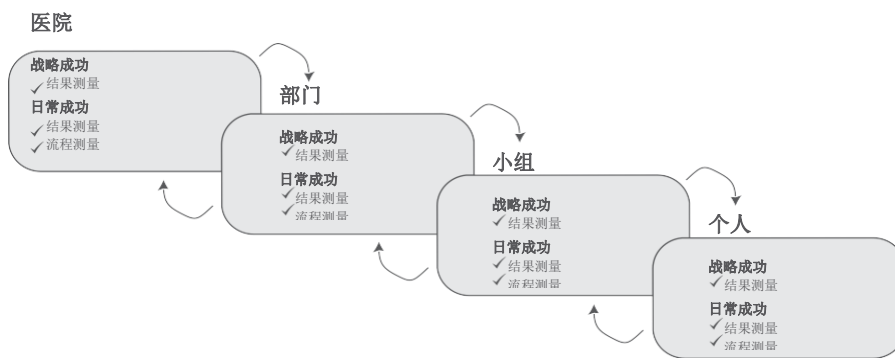 医院
战略成功
结果测量
日常成功
结果测量
流程测量
部门
战略成功
结果测量
日常成功
结果测量
流程测量
小组
战略成功
结果测量
日常成功
结果测量
流程测量
个人
战略成功
结果测量
日常成功
结果测量
流程测量